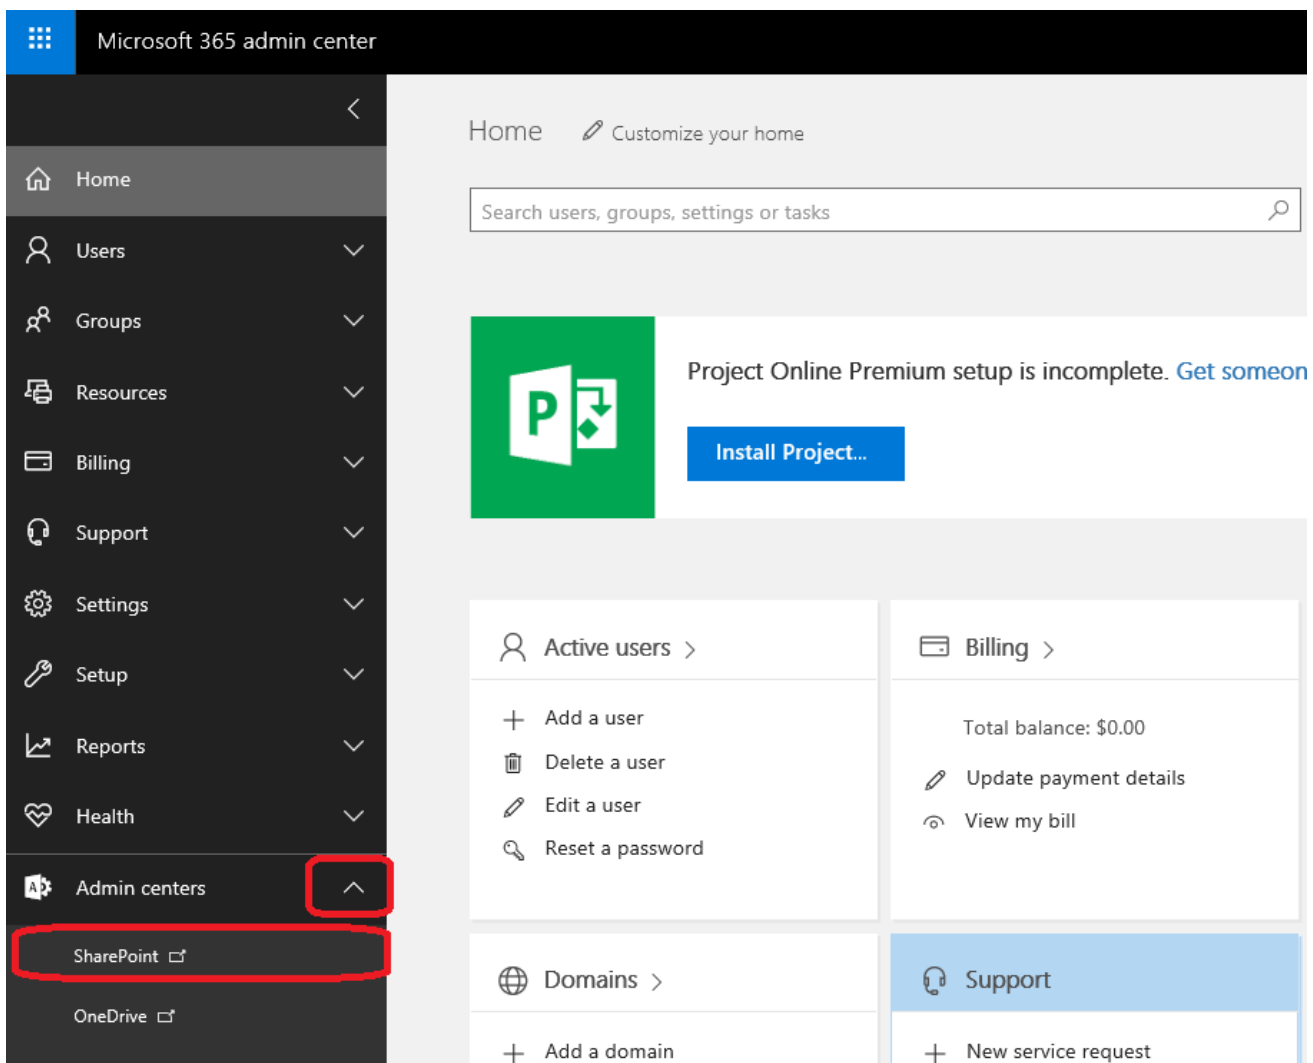 Microsoft 365 admin center
Home
Users
Groups
Resources
Billing
Support
Settings
Setup
Reports
Health
Admin centers
SharePoint
OneDrive
Home
Customize your home
Search users, groups, settings or tasks
P
Project Online Premium setup is incomplete. Get someon
Install Project...
Active users
Add a user
Delete a user
Edit a user
Reset a password
Billing
Total balance: $0.00
Update payment details
View my bill
Domains
Add a domain
Support
New service request